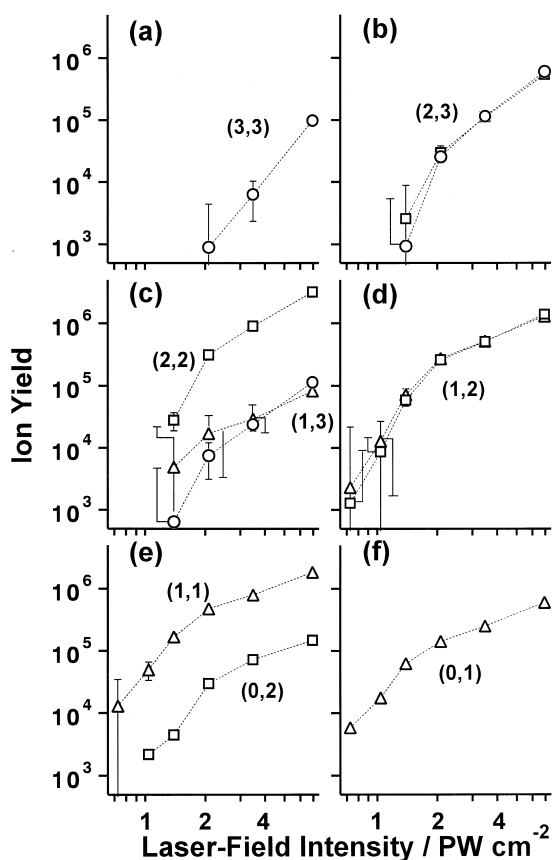 (a)
(b)
10^6
10^5
10^4
10^3
(3,3)
(2,3)
(c)
(d)
10^6
10^5
10^4
10^3
(2,2)
(1,3)
(1,2)
Ion Yield
(e)
(f)
10^6
10^5
10^4
10^3
(1,1)
(0,2)
(0,1)
1 2 4
1 2 4
Laser-Field Intensity / PW cm^-2